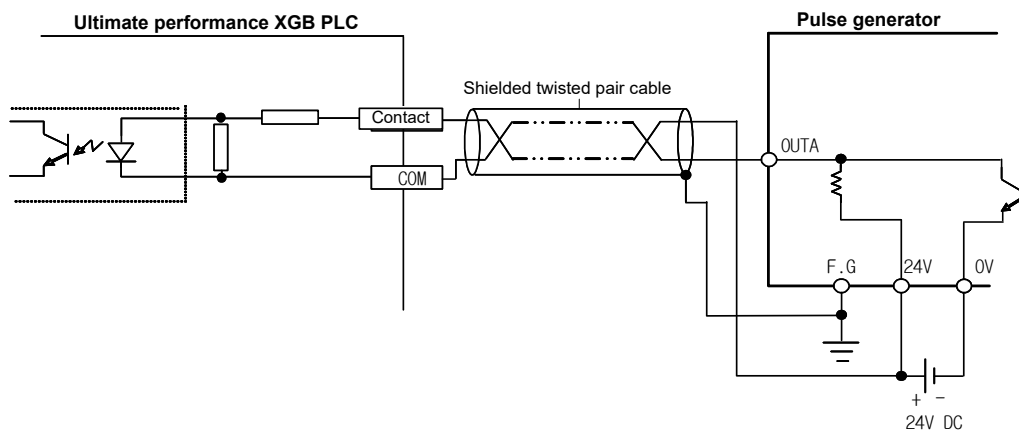 Ultimate performance XGB PLC
Pulse generator
Shielded twisted pair cable
Contact
COM
OUTA
F.G
24V
0V
+ -
24V DC